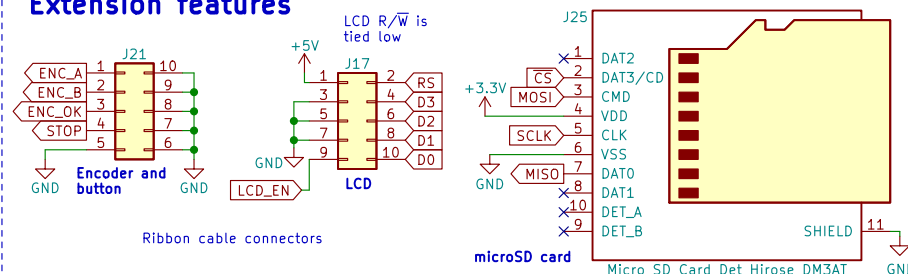 Extension features
LCD R/W is
tied low
J21
ENC_A 1 10
ENC_B 2 9
ENC_OK 3 8
STOP 4 7
5 6
GND
GND
Encoder and
button
+5V
J17
1 2 RS
3 4 D3
5 6 D2
7 8 D1
9 10 D0
GND
LCD_EN
LCD
Ribbon cable connectors
J25
1 DAT2
CS 2 DAT3/CD
MOSI 3 CMD
+3.3V
4 VDD
SCLK 5 CLK
6 VSS
GND
MISO 7 DAT0
8 DAT1
10 DET_A
9 DET_B
SHIELD 11
GND
microSD card
Micro SD Card Det Hirose DM3AT